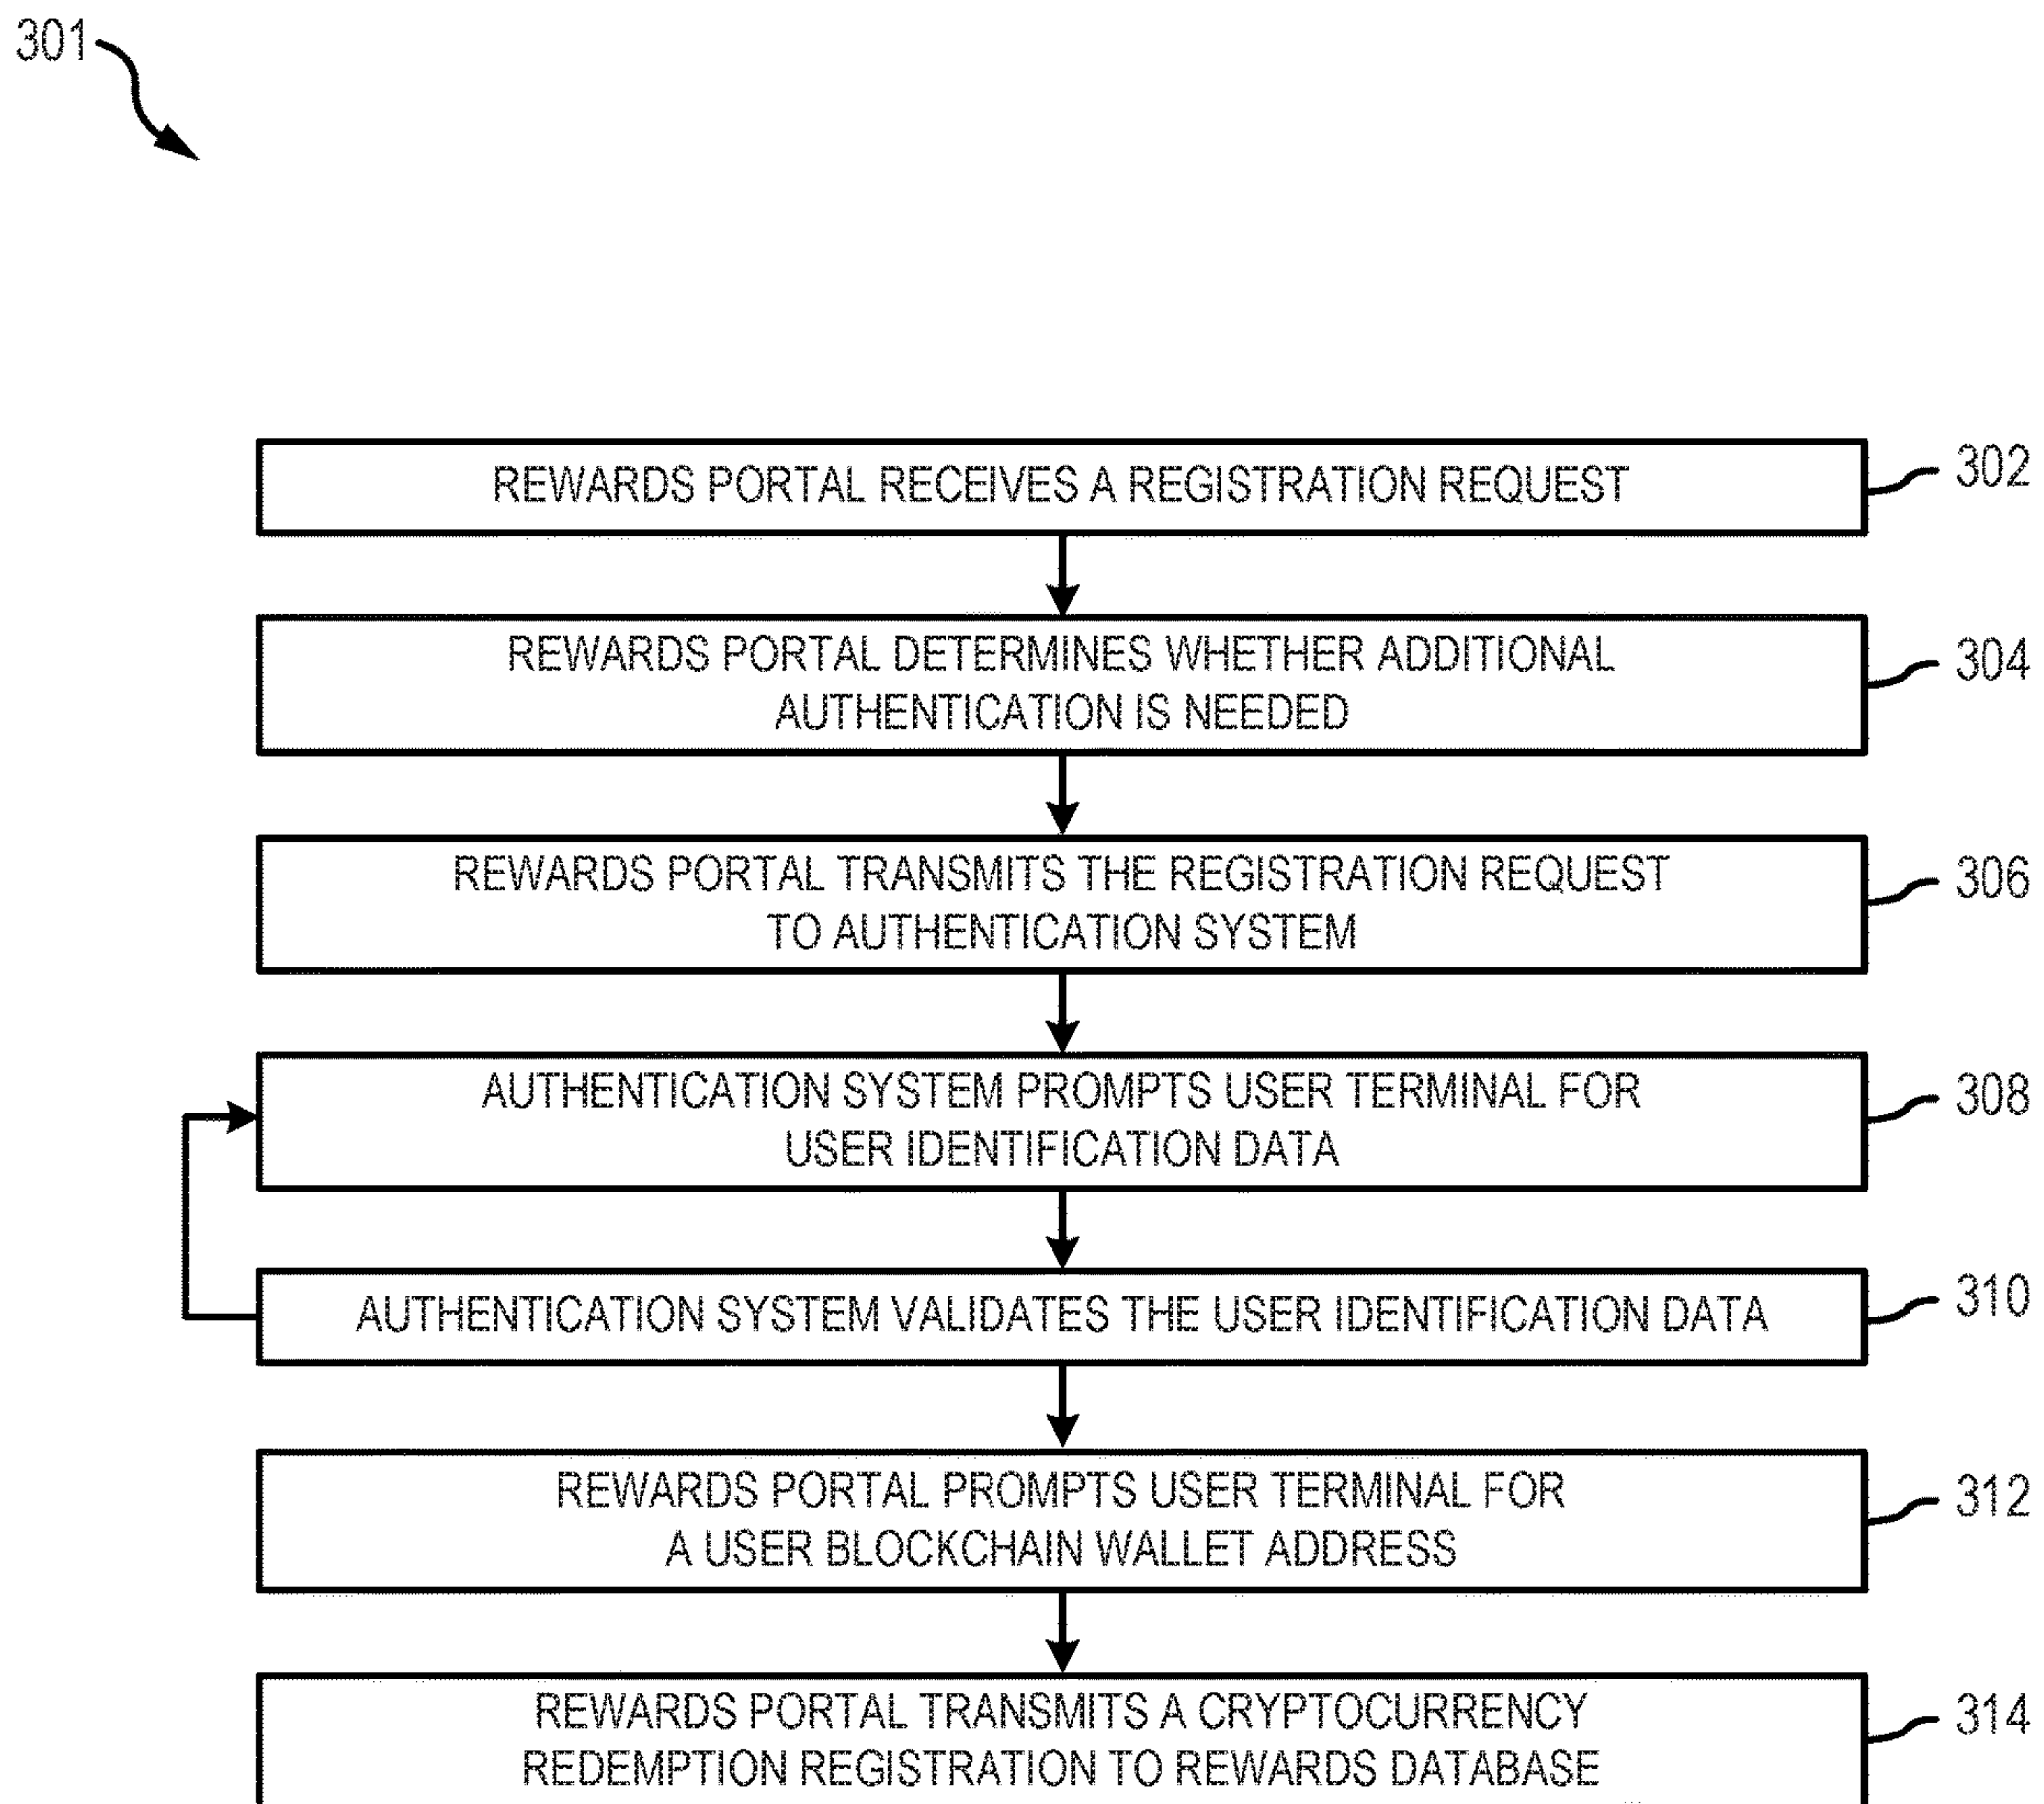 301
REWARDS PORTAL RECEIVES A REGISTRATION REQUEST
302
REWARDS PORTAL DETERMINES WHETHER ADDITIONAL
AUTHENTICATION IS NEEDED
304
REWARDS PORTAL TRANSMITS THE REGISTRATION REQUEST
TO AUTHENTICATION SYSTEM
306
AUTHENTICATION SYSTEM PROMPTS USER TERMINAL FOR
USER IDENTIFICATION DATA
308
AUTHENTICATION SYSTEM VALIDATES THE USER IDENTIFICATION DATA
310
REWARDS PORTAL PROMPTS USER TERMINAL FOR
A USER BLOCKCHAIN WALLET ADDRESS
312
REWARDS PORTAL TRANSMITS A CRYPTOCURRENCY
REDEMPTION REGISTRATION TO REWARDS DATABASE
314